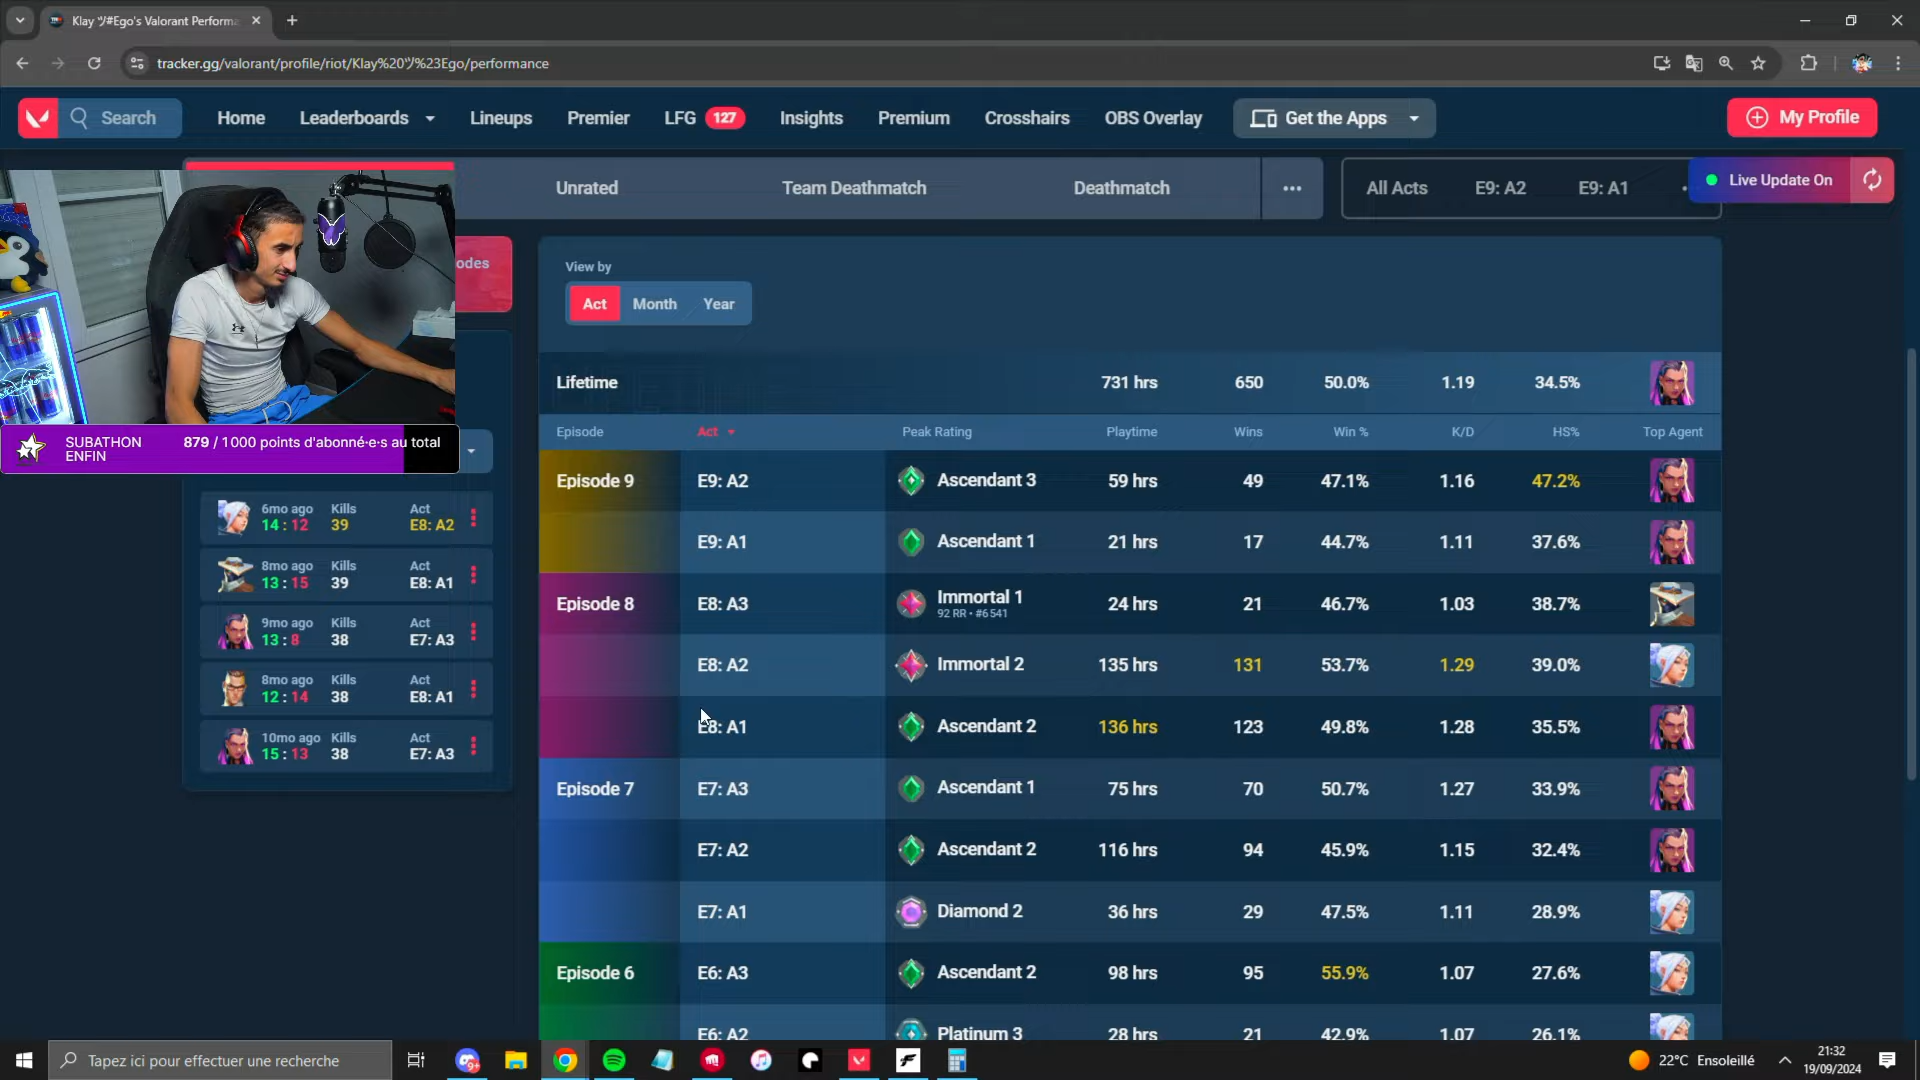 Klay ツ#Ego's Valorant Performa
tracker.gg/valorant/profile/riot/Klay%20ツ%23Ego/performance
Search
Home
Leaderboards
Lineups
Premier
LFG
127
Insights
Premium
Crosshairs
OBS Overlay
Get the Apps
My Profile
Unrated
Team Deathmatch
Deathmatch
All Acts
E9: A2
E9: A1
Live Update On
odes
View by
Act
Month
Year
SUBATHON ENFIN
879 / 1 000 points d'abonné·e·s au total
6mo ago Kills Act
14 : 12 39 E8: A2
8mo ago Kills Act
13 : 15 39 E8: A1
9mo ago Kills Act
13 : 8 38 E7: A3
8mo ago Kills Act
12 : 14 38 E8: A1
10mo ago Kills Act
15 : 13 38 E7: A3
Lifetime 731 hrs 650 50.0% 1.19 34.5%
Episode Act Peak Rating Playtime Wins Win % K/D HS% Top Agent
Episode 9 E9: A2 Ascendant 3 59 hrs 49 47.1% 1.16 47.2%
E9: A1 Ascendant 1 21 hrs 17 44.7% 1.11 37.6%
Episode 8 E8: A3 Immortal 1 24 hrs 21 46.7% 1.03 38.7%
92 RR • #6 541
E8: A2 Immortal 2 135 hrs 131 53.7% 1.29 39.0%
E8: A1 Ascendant 2 136 hrs 123 49.8% 1.28 35.5%
Episode 7 E7: A3 Ascendant 1 75 hrs 70 50.7% 1.27 33.9%
E7: A2 Ascendant 2 116 hrs 94 45.9% 1.15 32.4%
E7: A1 Diamond 2 36 hrs 29 47.5% 1.11 28.9%
Episode 6 E6: A3 Ascendant 2 98 hrs 95 55.9% 1.07 27.6%
E6: A2 Platinum 3 28 hrs 21 42.9% 1.07 26.1%
Tapez ici pour effectuer une recherche
22°C Ensoleillé
21:32
19/09/2024